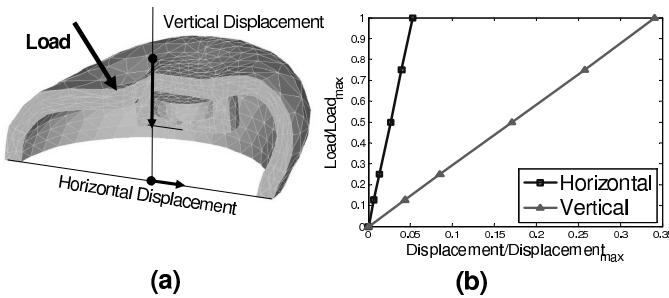 Vertical Displacement
Load
Horizontal Displacement
(a)
Load/Load max
1
0.9
0.8
0.7
0.6
0.5
0.4
0.3
0.2
0.1
0
0 0.05 0.1 0.15 0.2 0.25 0.3 0.35
Displacement/Displacement max
Horizontal
Vertical
(b)